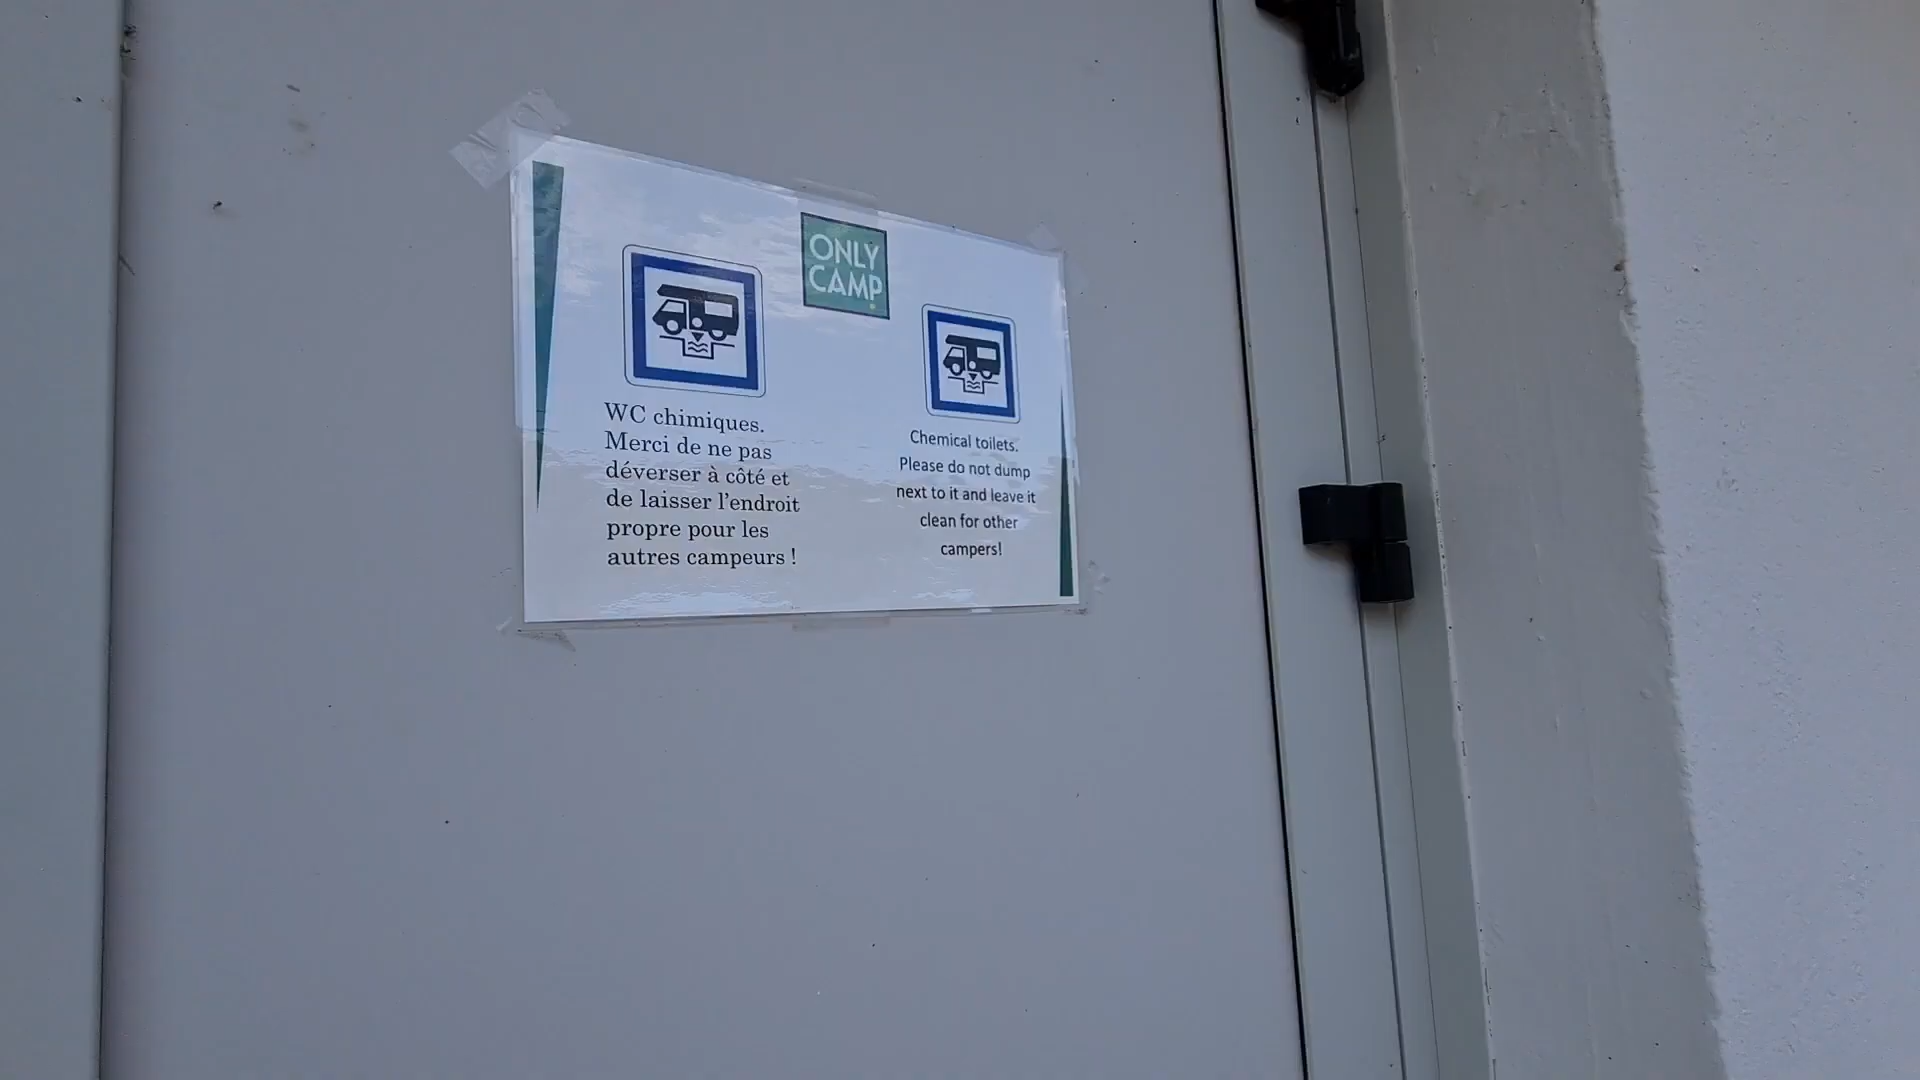 ONLY
CAMP
WC chimiques.
Merci de ne pas
déverser à côté et
de laisser l'endroit
propre pour les
autres campeurs !
Chemical toilets.
Please do not dump
next to it and leave it
clean for other
campers!